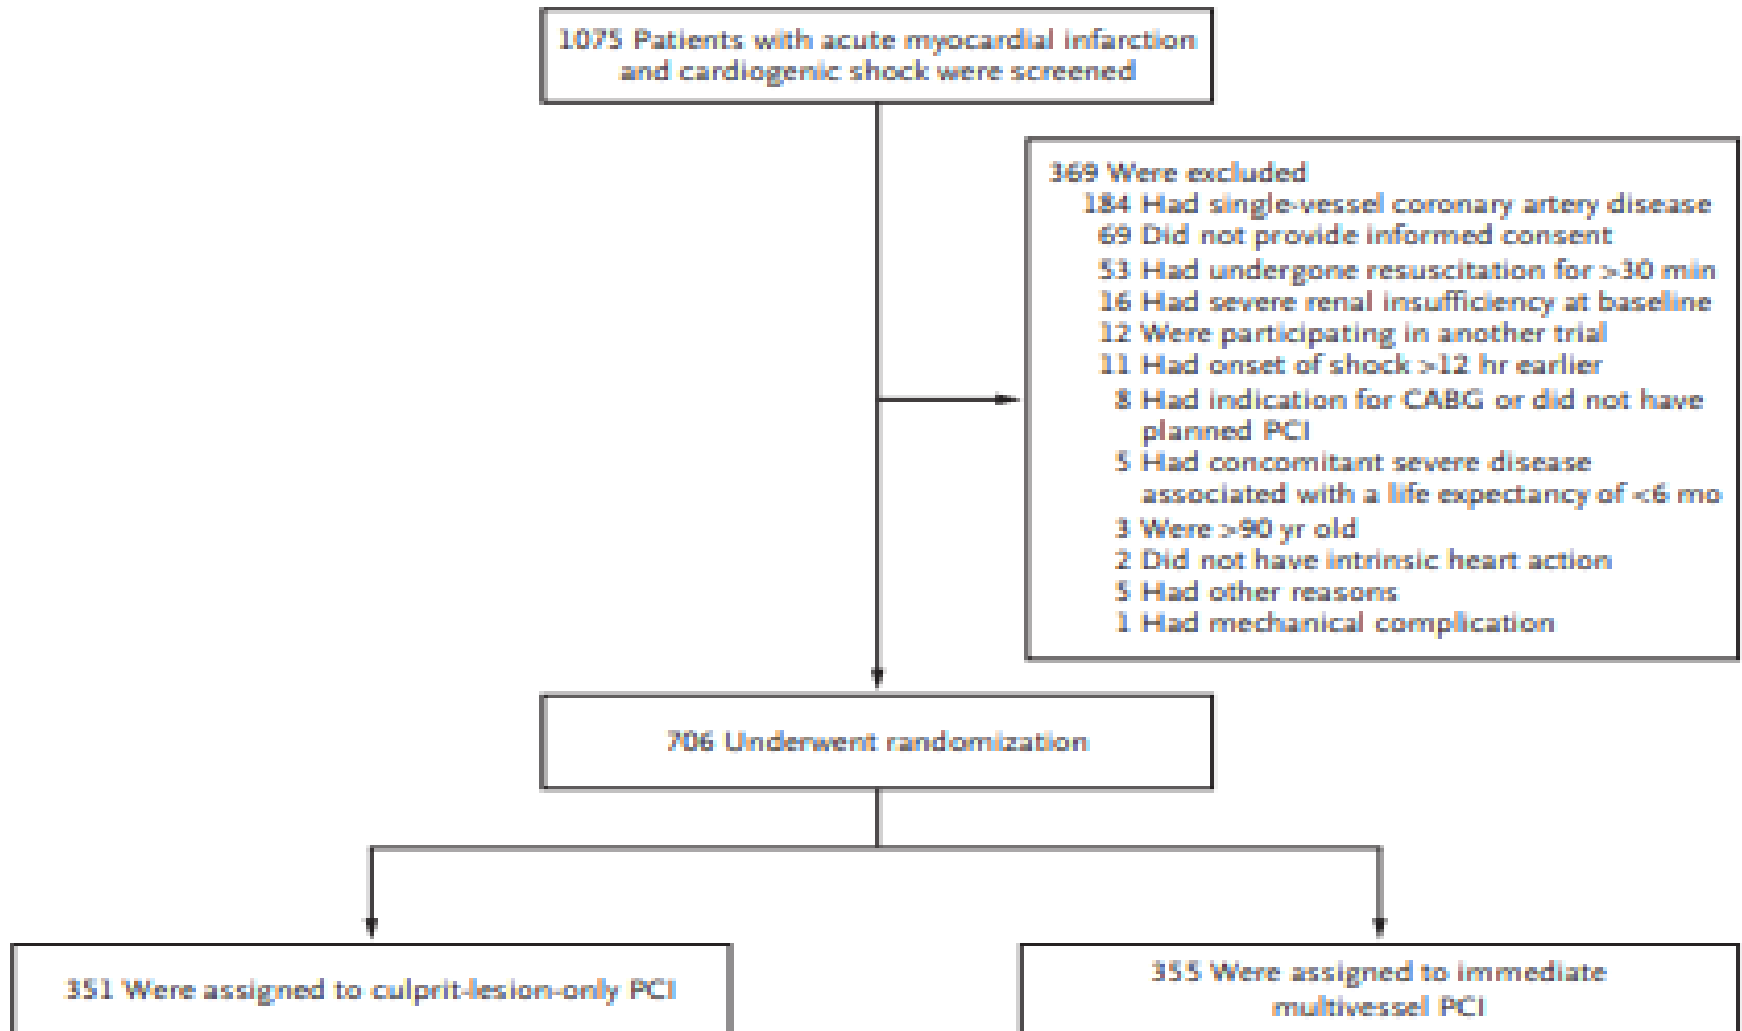 1075 Patients with acute myocardial infarction
and cardiogenic shock were screened
369 Were excluded
184 Had single-vessel coronary artery disease
69 Did not provide informed consent
53 Had undergone resuscitation for >30 min
16 Had severe renal insufficiency at baseline
12 Were participating in another trial
11 Had onset of shock >12 hr earlier
8 Had indication for CABG or did not have
planned PCI
5 Had concomitant severe disease
associated with a life expectancy of <6 mo
3 Were >90 yr old
2 Did not have intrinsic heart action
5 Had other reasons
1 Had mechanical complication
706 Underwent randomization
351 Were assigned to culprit-lesion-only PCI
355 Were assigned to immediate
multivessel PCI